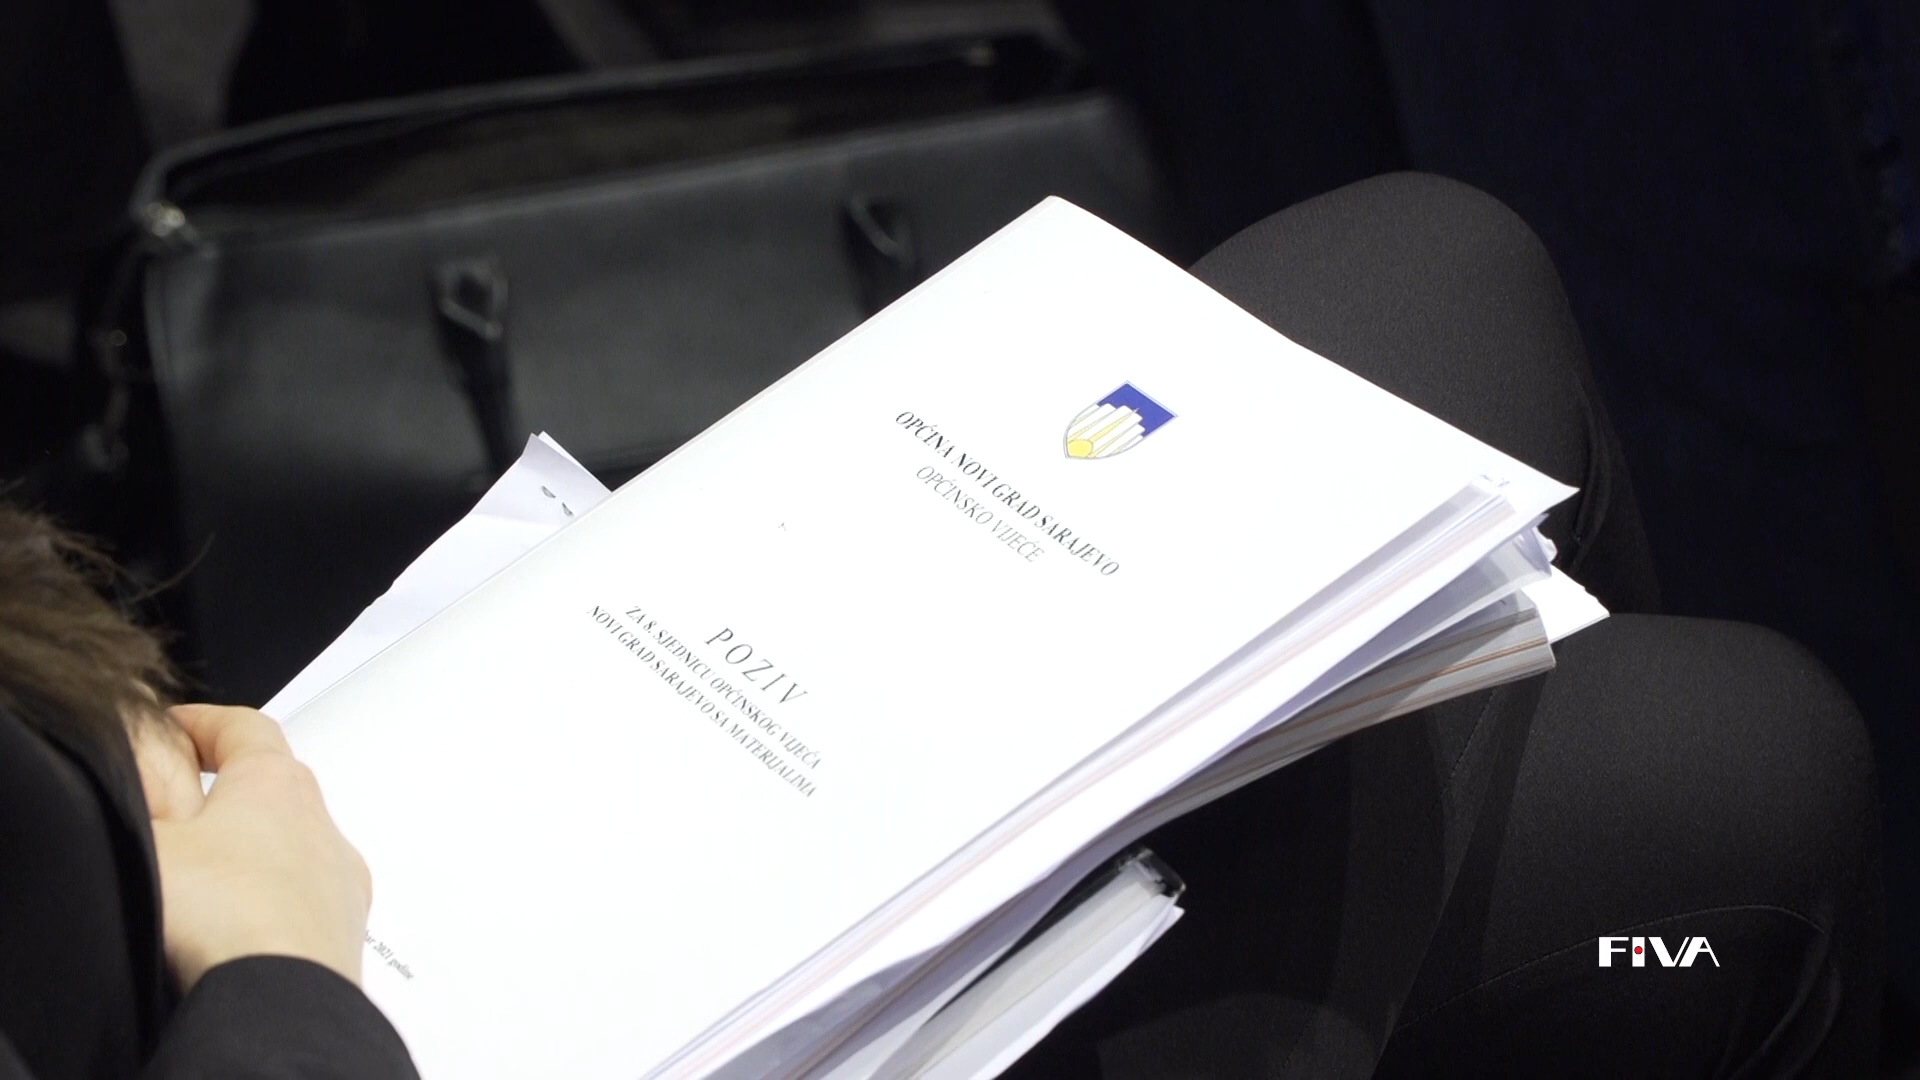 OPĆINA NOVI GRAD SARAJEVO
OPĆINSKO VIJEĆE
POZIV
ZA 8. SJEDNICU OPĆINSKOG VIJEĆA
NOVI GRAD SARAJEVO SA MATERIJALIMA
2021 godine
FIVA